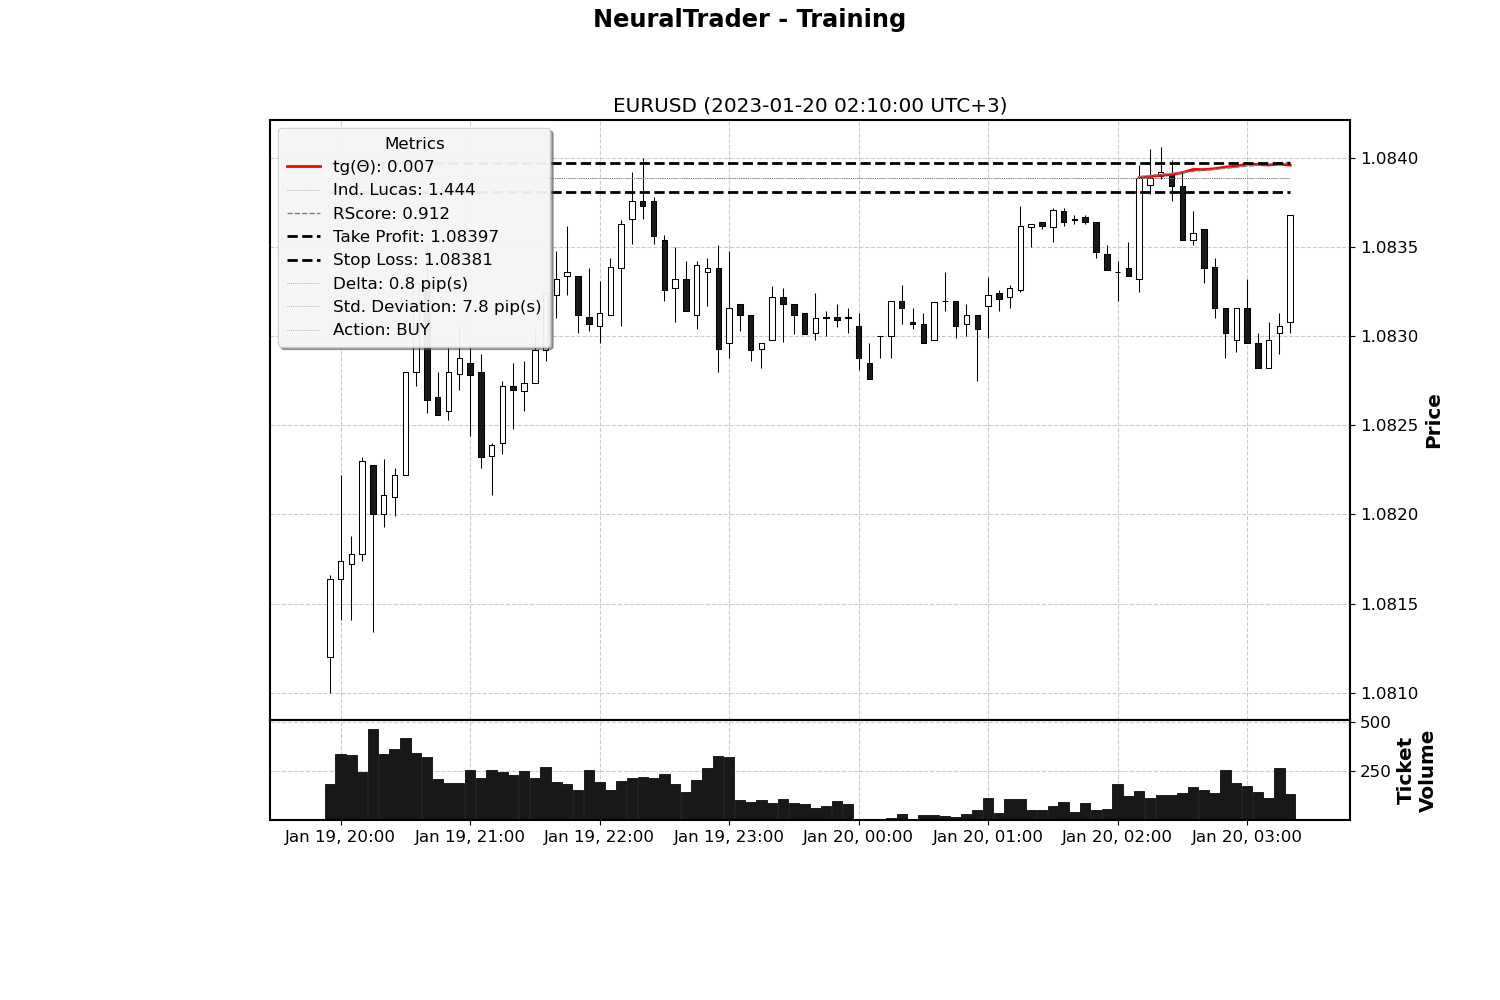 NeuralTrader - Training
EURUSD (2023-01-20 02:10:00 UTC+3)
Metrics
tg(Θ): 0.007
Ind. Lucas: 1.444
RScore: 0.912
Take Profit: 1.08397
Stop Loss: 1.08381
Delta: 0.8 pip(s)
Std. Deviation: 7.8 pip(s)
Action: BUY
1.0840
1.0835
1.0830
1.0825
1.0820
1.0815
1.0810
Price
500
250
Ticket
Volume
Jan 19, 20:00
Jan 19, 21:00
Jan 19, 22:00
Jan 19, 23:00
Jan 20, 00:00
Jan 20, 01:00
Jan 20, 02:00
Jan 20, 03:00